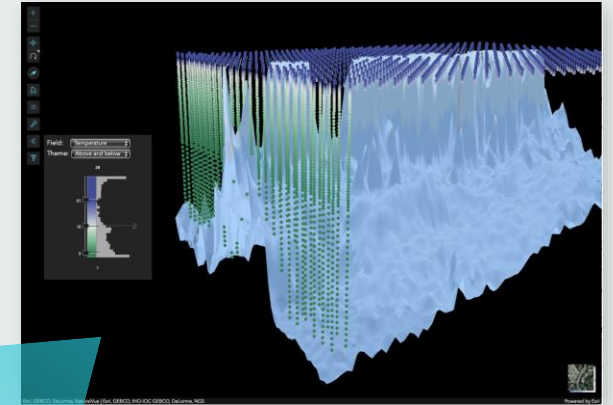 Field: Temperature
Theme: Above and below
21
Esri, GEBCO, DeLorme, NaturalVue | Esri, GEBCO, IHO-IOC GEBCO, DeLorme, NGS
Powered by Esri